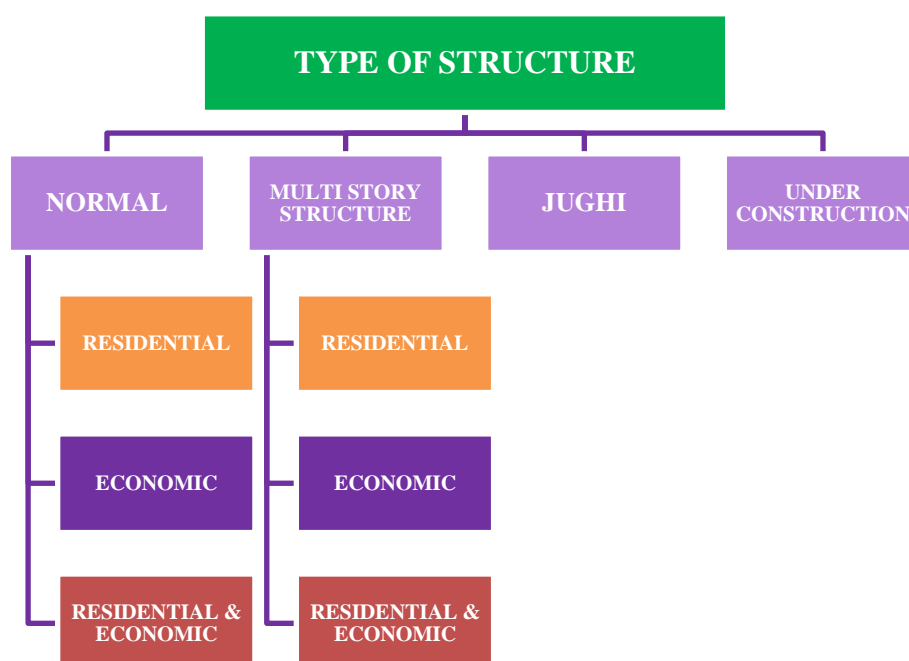 TYPE OF STRUCTURE
NORMAL
MULTI STORY
STRUCTURE
JUGHI
UNDER
CONSTRUCTION
RESIDENTIAL
RESIDENTIAL
ECONOMIC
ECONOMIC
RESIDENTIAL &
ECONOMIC
RESIDENTIAL &
ECONOMIC